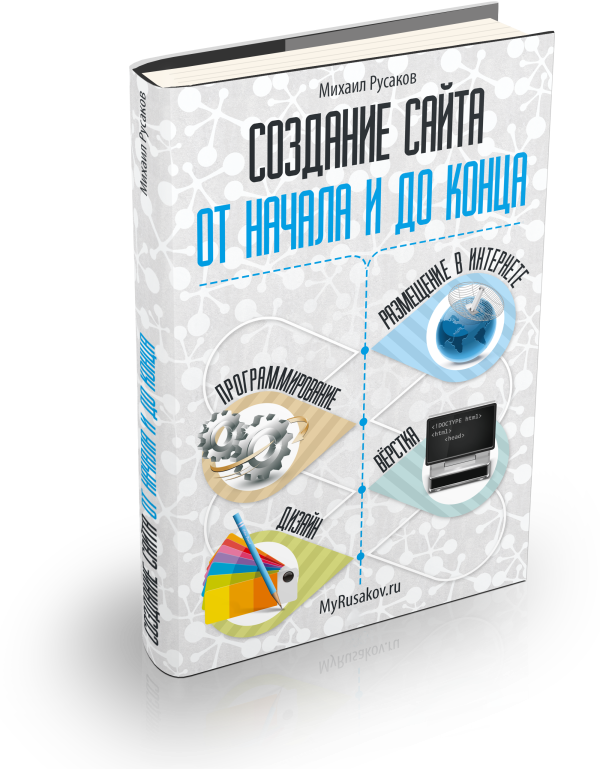 Михаил Русаков
СОЗДАНИЕ САЙТА
ОТ НАЧАЛА И ДО КОНЦА
РАЗМЕЩЕНИЕ В ИНТЕРНЕТЕ
ПРОГРАММИРОВАНИЕ
<!DOCTYPE html>
<html>
<head>
ВЁРСТКА
ДИЗАЙН
MyRusakov.ru
Михаил Русаков
СОЗДАНИЕ САЙТА ОТ НАЧАЛА И ДО КОНЦА